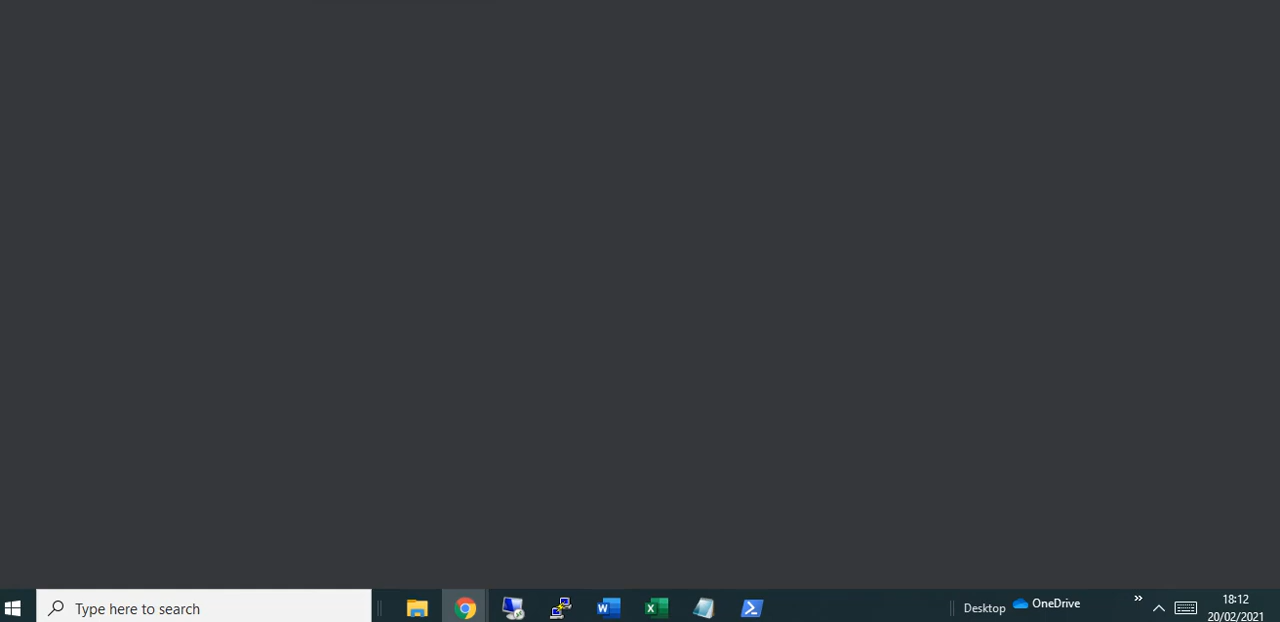 Type here to search
Desktop
OneDrive
18:12
20/02/2021